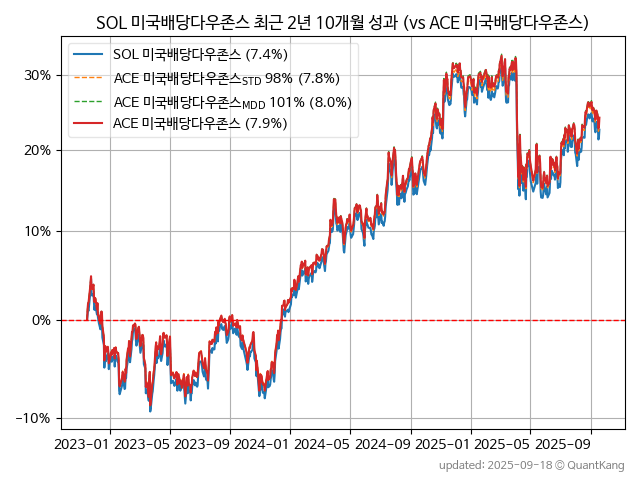 SOL 미국배당다우존스 최근 2년 10개월 성과 (vs ACE 미국배당다우존스)
SOL 미국배당다우존스 (7.4%)
ACE 미국배당다우존스STD 98% (7.8%)
ACE 미국배당다우존스MDD 101% (8.0%)
ACE 미국배당다우존스 (7.9%)
30%
20%
10%
0%
−10%
2023-01 2023-05 2023-09 2024-01 2024-05 2024-09 2025-01 2025-05 2025-09
updated: 2025-09-18 © QuantKang